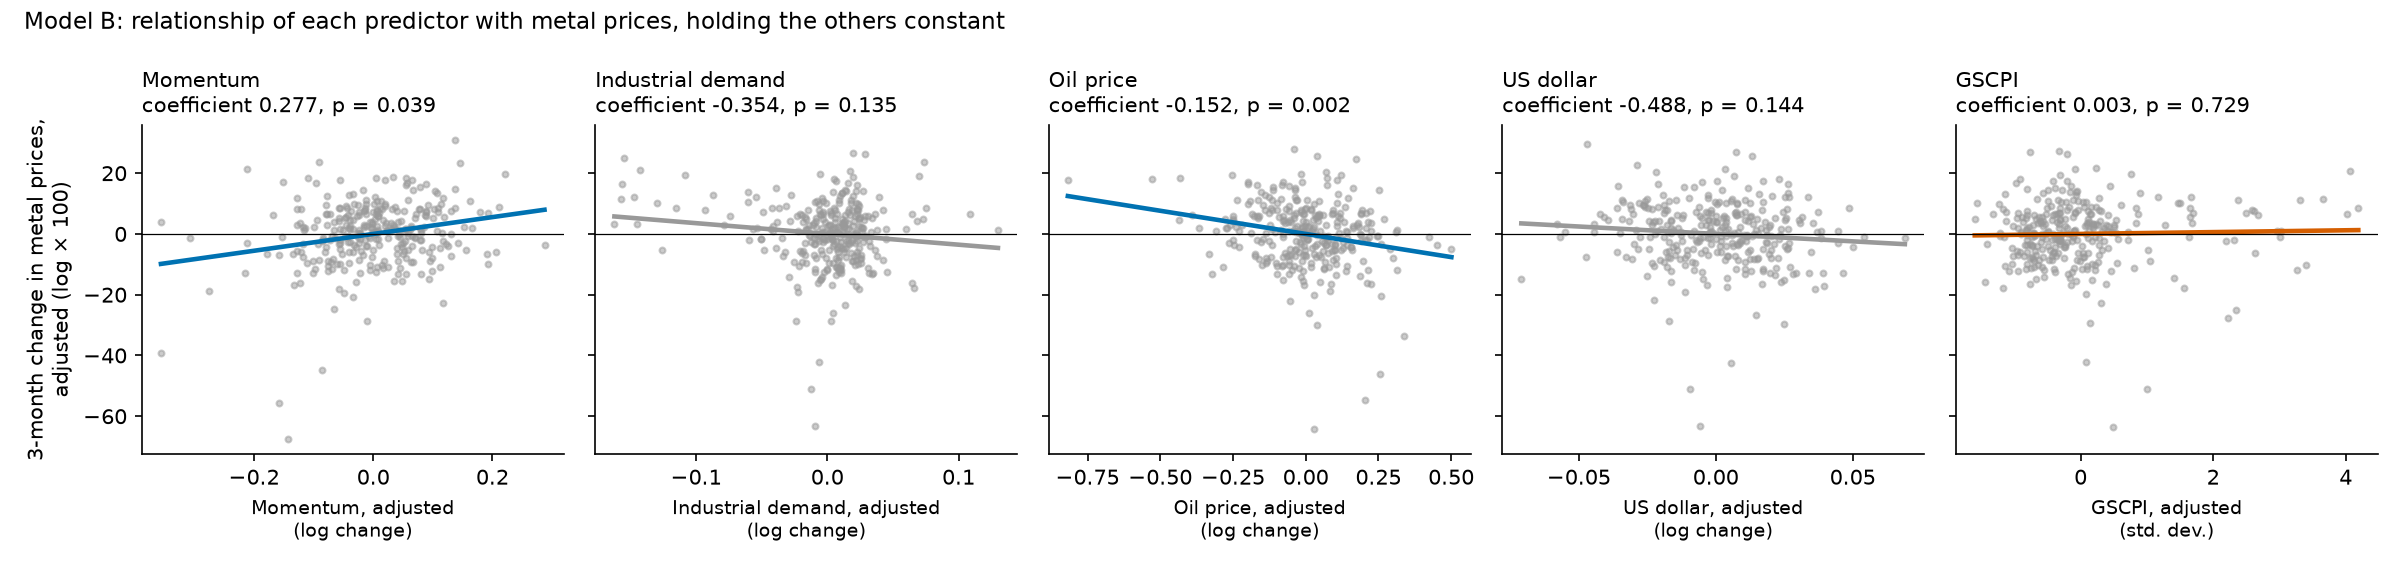 Model B: relationship of each predictor with metal prices, holding the others constant
3-month change in metal prices,
adjusted (log × 100)
Momentum
coefficient 0.277, p = 0.039
20
0
−20
−40
−60
−0.2 0.0 0.2
Momentum, adjusted
(log change)
Industrial demand
coefficient -0.354, p = 0.135
−0.1 0.0 0.1
Industrial demand, adjusted
(log change)
Oil price
coefficient -0.152, p = 0.002
−0.75 −0.50 −0.25 0.00 0.25 0.50
Oil price, adjusted
(log change)
US dollar
coefficient -0.488, p = 0.144
−0.05 0.00 0.05
US dollar, adjusted
(log change)
GSCPI
coefficient 0.003, p = 0.729
0 2 4
GSCPI, adjusted
(std. dev.)